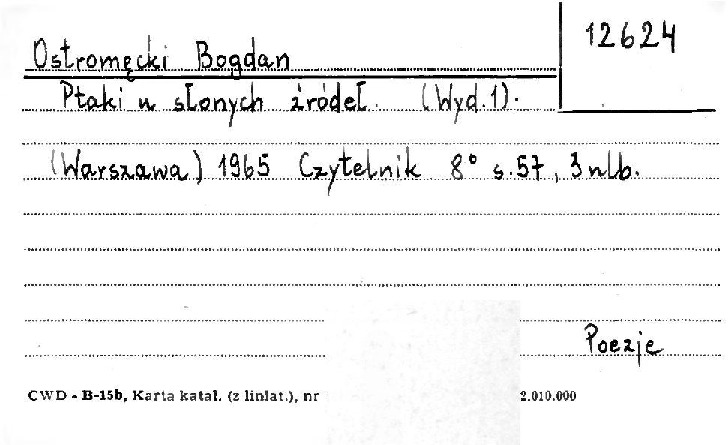 12624
Ostromęcki Bogdan
Ptaki u słonych źródeł. (Wyd.1).
(Warszawa) 1965 Czytelnik 8° s.57, 3 nlb.
Poezje
CWD - B-15b, Karta katal. (z liniat.), nr 2.010.000